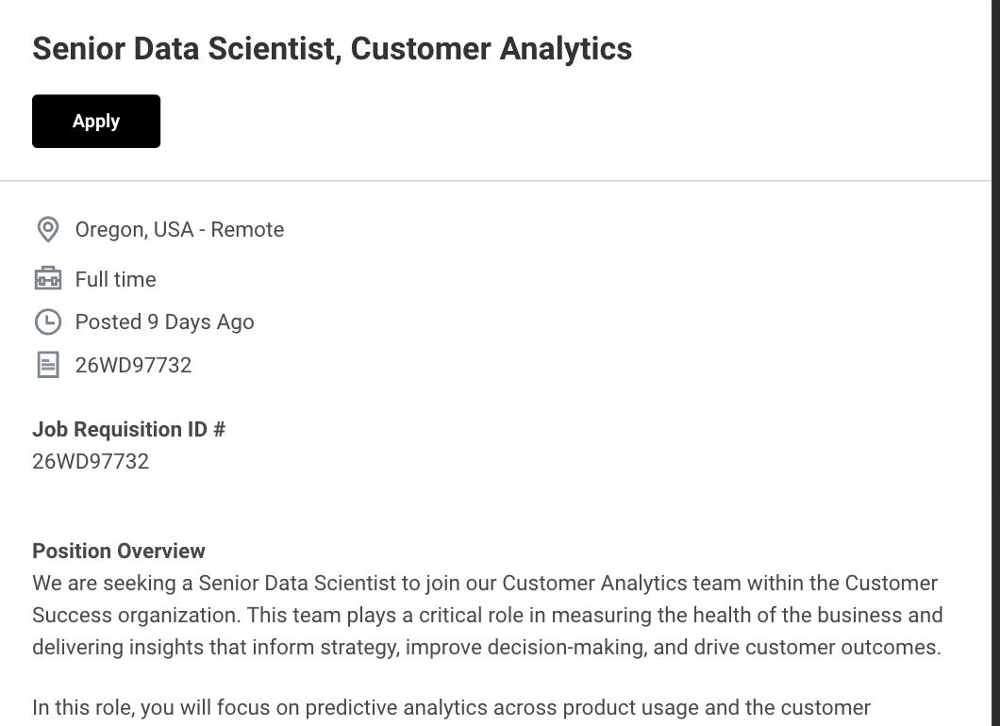 Senior Data Scientist, Customer Analytics
Apply
Oregon, USA - Remote
Full time
Posted 9 Days Ago
26WD97732
Job Requisition ID #
26WD97732
Position Overview
We are seeking a Senior Data Scientist to join our Customer Analytics team within the Customer
Success organization. This team plays a critical role in measuring the health of the business and
delivering insights that inform strategy, improve decision-making, and drive customer outcomes.
In this role, you will focus on predictive analytics across product usage and the customer